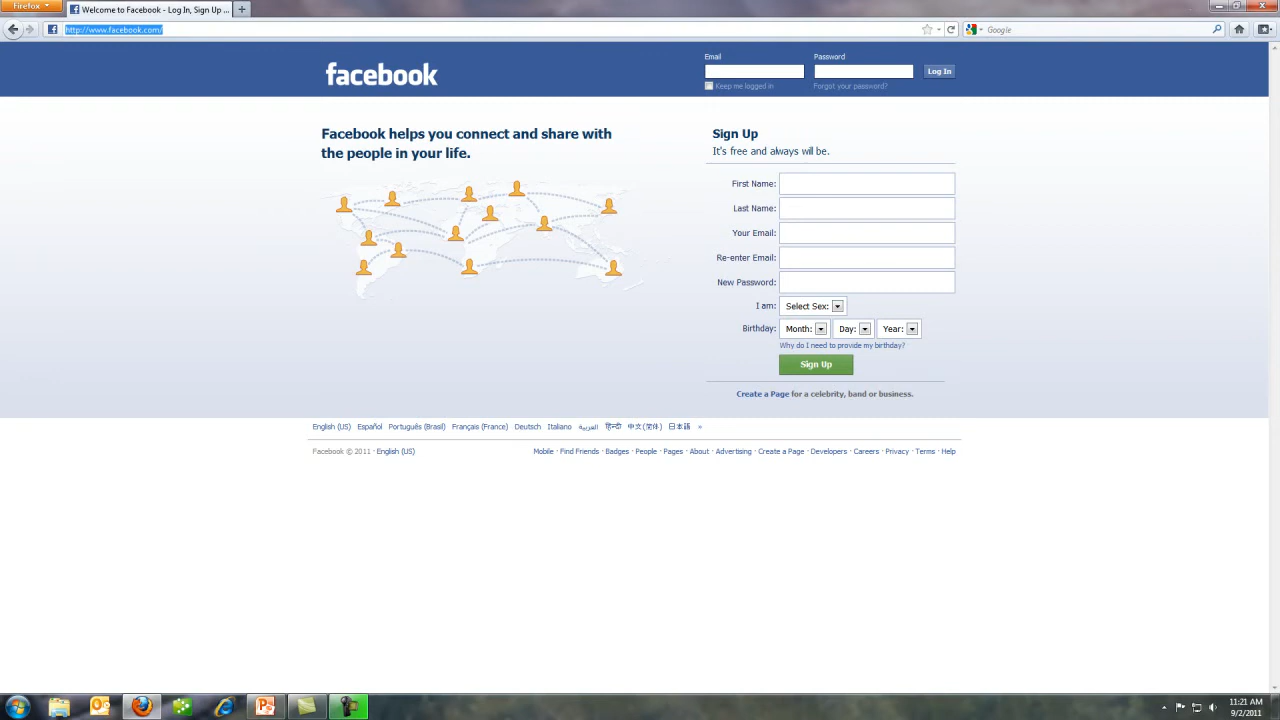 Firefox
Welcome to Facebook - Log In, Sign Up ...
http://www.facebook.com/
Google
facebook
Email
Password
Log In
Keep me logged in
Forgot your password?
Facebook helps you connect and share with
the people in your life.
Sign Up
It's free and always will be.
First Name:
Last Name:
Your Email:
Re-enter Email:
New Password:
I am: Select Sex:
Birthday: Month: Day: Year:
Why do I need to provide my birthday?
Sign Up
Create a Page for a celebrity, band or business.
English (US) Español Português (Brasil) Français (France) Deutsch Italiano العربية हिन्दी 中文(简体) 日本語 »
Facebook © 2011 · English (US)
Mobile · Find Friends · Badges · People · Pages · About · Advertising · Create a Page · Developers · Careers · Privacy · Terms · Help
11:21 AM
9/2/2011